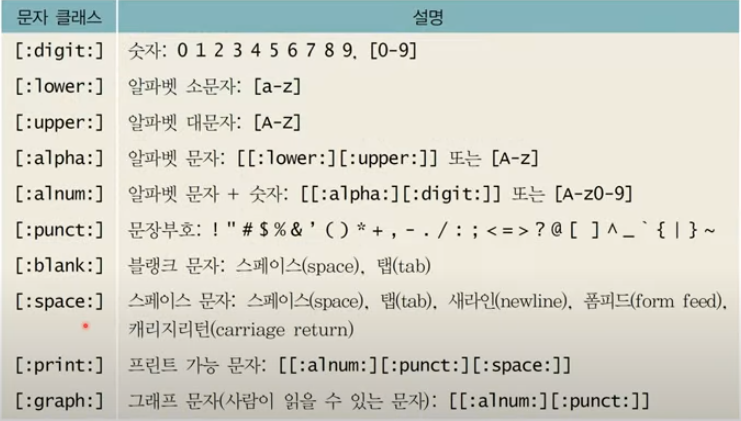 문자 클래스 설명
[:digit:] 숫자: 0 1 2 3 4 5 6 7 8 9, [0-9]
[:lower:] 알파벳 소문자: [a-z]
[:upper:] 알파벳 대문자: [A-Z]
[:alpha:] 알파벳 문자: [[:lower:][:upper:]] 또는 [A-z]
[:alnum:] 알파벳 문자 + 숫자: [[:alpha:][:digit:]] 또는 [A-z0-9]
[:punct:] 문장부호: ! " # $ % & ’ ( ) * + , - . / : ; < = > ? @ [ ] ^ _ ` { | } ~
[:blank:] 블랭크 문자: 스페이스(space), 탭(tab)
[:space:] 스페이스 문자: 스페이스(space), 탭(tab), 새라인(newline), 폼피드(form feed),
캐리지리턴(carriage return)
[:print:] 프린트 가능 문자: [[:alnum:][:punct:][:space:]]
[:graph:] 그래프 문자(사람이 읽을 수 있는 문자): [[:alnum:][:punct:]]